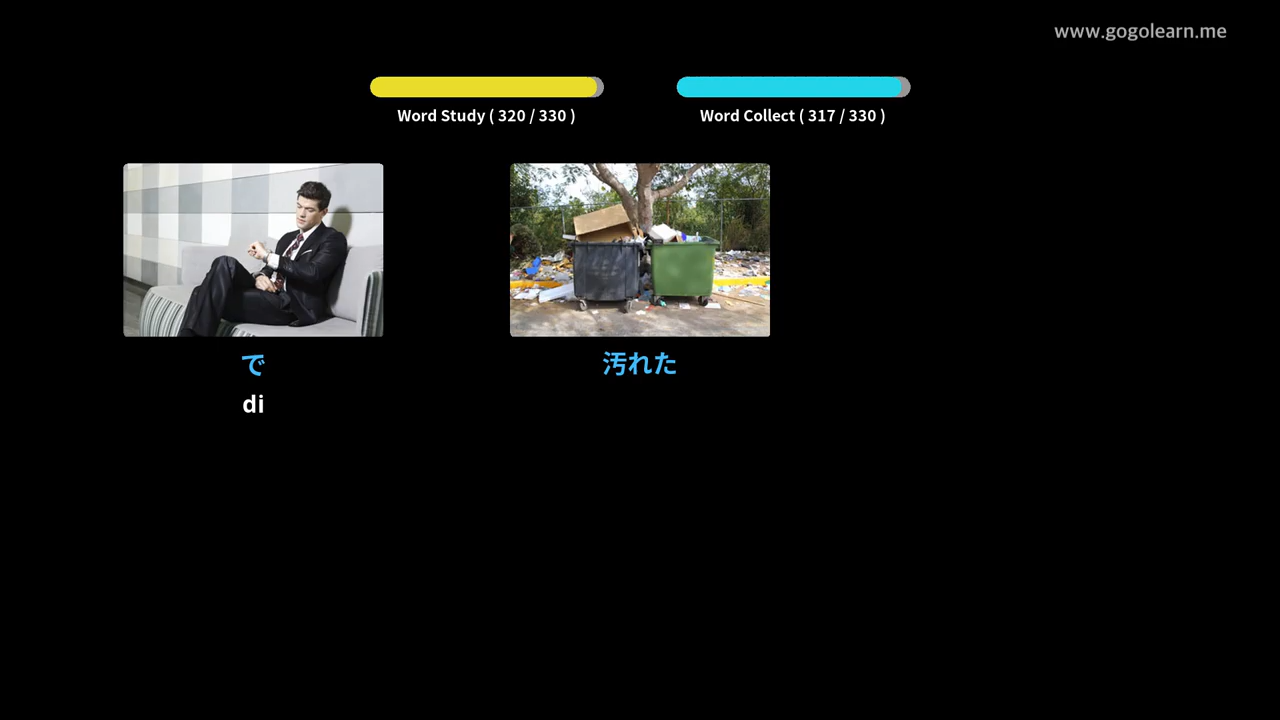 www.gogolearn.me
Word Study ( 320 / 330 )
Word Collect ( 317 / 330 )
で
汚れた
di